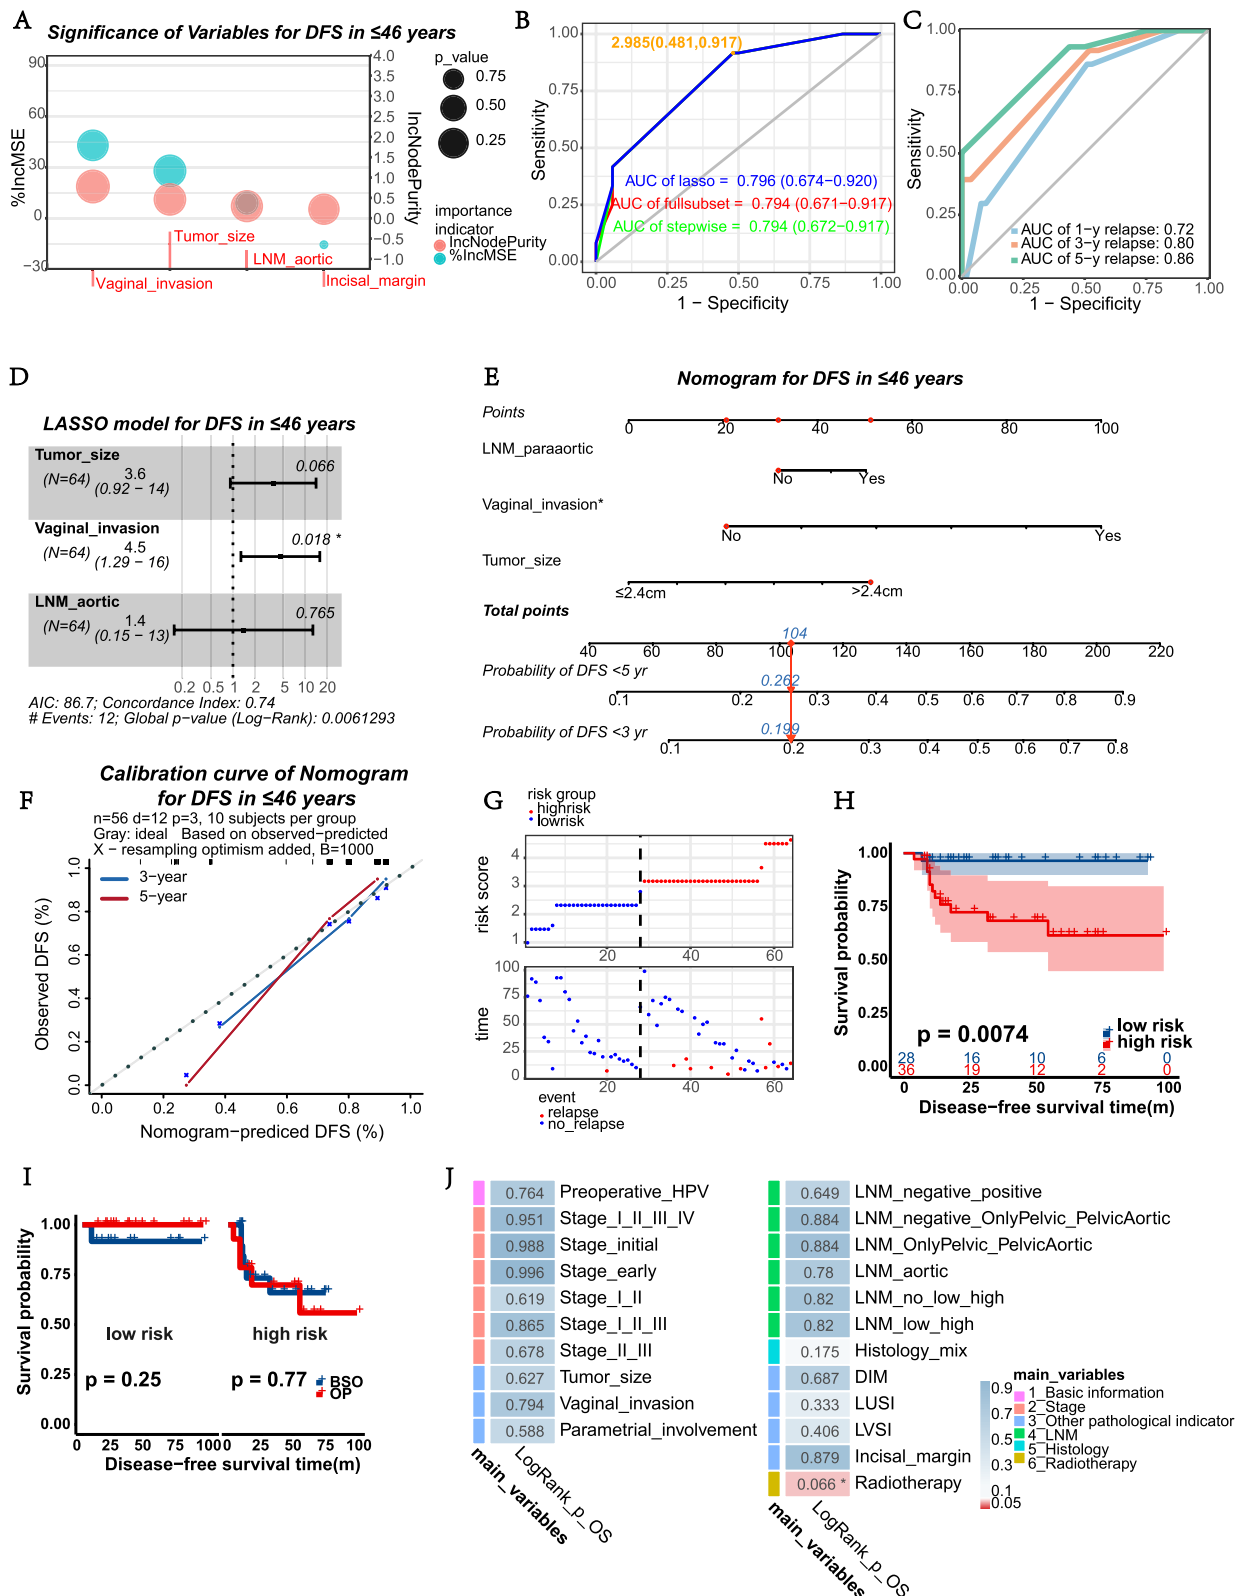 A
Significance of Variables for DFS in ≤46 years
%IncMSE
90
60
30
0
−30
4.0
3.5
3.0
2.5
2.0
1.5
1.0
0.5
0.0
−0.5
−1.0
IncNodePurity
Tumor_size
LNM_aortic
Vaginal_invasion
Incisal_margin
p_value
0.75
0.50
0.25
importance
indicator
IncNodePurity
%IncMSE
B
Sensitivity
1.00
0.75
0.50
0.25
0.00
2.985(0.481,0.917)
AUC of lasso = 0.796 (0.674−0.920)
AUC of fullsubset = 0.794 (0.671−0.917)
AUC of stepwise = 0.794 (0.672−0.917)
0.00 0.25 0.50 0.75 1.00
1 − Specificity
C
Sensitivity
1.00
0.75
0.50
0.25
0.00
AUC of 1−y relapse: 0.72
AUC of 3−y relapse: 0.80
AUC of 5−y relapse: 0.86
0.00 0.25 0.50 0.75 1.00
1 − Specificity
D
LASSO model for DFS in ≤46 years
Tumor_size
(N=64) 3.6 (0.92 − 14) 0.066
Vaginal_invasion
(N=64) 4.5 (1.29 − 16) 0.018 *
LNM_aortic
(N=64) 1.4 (0.15 − 13) 0.765
0.2 0.5 1 2 5 10 20
AIC: 86.7; Concordance Index: 0.74
# Events: 12; Global p−value (Log−Rank): 0.0061293
E
Nomogram for DFS in ≤46 years
Points
0 20 40 60 80 100
LNM_paraaortic
No Yes
Vaginal_invasion*
No Yes
Tumor_size
≤2.4cm >2.4cm
Total points
104
40 60 80 100 120 140 160 180 200 220
Probability of DFS <5 yr
0.262
0.1 0.2 0.3 0.4 0.5 0.6 0.7 0.8 0.9
Probability of DFS <3 yr
0.199
0.1 0.2 0.3 0.4 0.5 0.6 0.7 0.8
F
Calibration curve of Nomogram
for DFS in ≤46 years
n=56 d=12 p=3, 10 subjects per group
Gray: ideal Based on observed−predicted
X − resampling optimism added, B=1000
3−year
5−year
Observed DFS (%)
1.0
0.8
0.6
0.4
0.2
0.0
0.0 0.2 0.4 0.6 0.8 1.0
Nomogram−prediced DFS (%)
G
risk group
highrisk
lowrisk
risk score
4
3
2
1
20 40 60
time
100
75
50
25
0
0 20 40 60
event
relapse
no_relapse
H
Survival probability
1.00
0.75
0.50
0.25
0.00
p = 0.0074
low risk
high risk
28 16 10 6 0
36 19 12 2 0
0 25 50 75 100
Disease−free survival time(m)
I
Survival probability
1.00
0.75
0.50
0.25
0.00
low risk
high risk
p = 0.25
p = 0.77
BSO
OP
0 25 50 75 100 0 25 50 75 100
Disease−free survival time(m)
J
0.764 Preoperative_HPV
0.951 Stage_I_II_III_IV
0.988 Stage_initial
0.996 Stage_early
0.619 Stage_I_II
0.865 Stage_I_II_III
0.678 Stage_II_III
0.627 Tumor_size
0.794 Vaginal_invasion
0.588 Parametrial_involvement
main_variables
LogRank_p_OS
0.649 LNM_negative_positive
0.884 LNM_negative_OnlyPelvic_PelvicAortic
0.884 LNM_OnlyPelvic_PelvicAortic
0.78 LNM_aortic
0.82 LNM_no_low_high
0.82 LNM_low_high
0.175 Histology_mix
0.687 DIM
0.333 LUSI
0.406 LVSI
0.879 Incisal_margin
0.066 * Radiotherapy
main_variables
LogRank_p_OS
0.9
0.7
0.5
0.3
0.1
0.05
main_variables
1_Basic information
2_Stage
3_Other pathological indicator
4_LNM
5_Histology
6_Radiotherapy